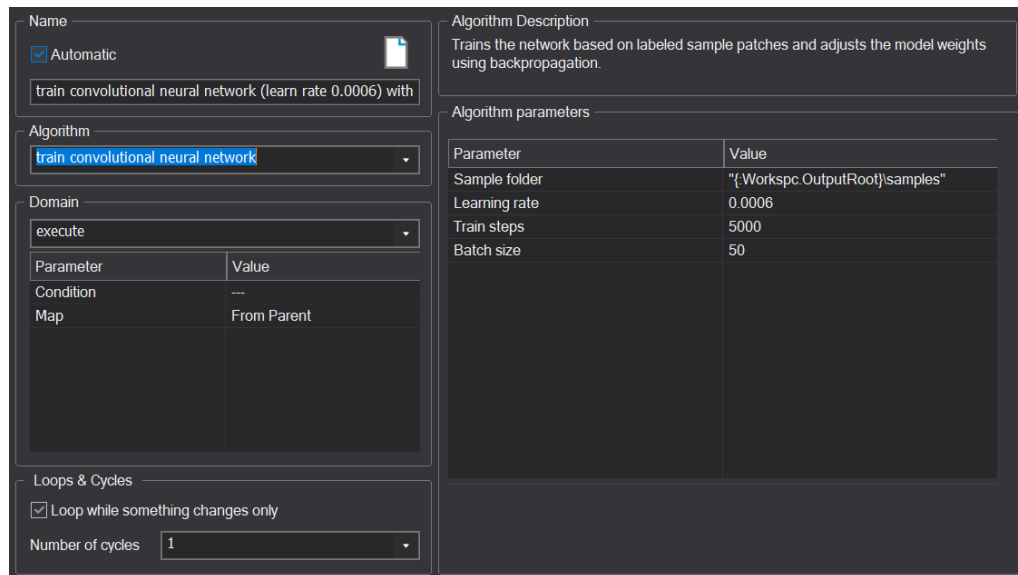 Name
Automatic
train convolutional neural network (learn rate 0.0006) with
Algorithm
train convolutional neural network
Domain
execute
Parameter Value
Condition ---
Map From Parent
Loops & Cycles
Loop while something changes only
Number of cycles 1
Algorithm Description
Trains the network based on labeled sample patches and adjusts the model weights
using backpropagation.
Algorithm parameters
Parameter Value
Sample folder "{:Workspc.OutputRoot}\samples"
Learning rate 0.0006
Train steps 5000
Batch size 50